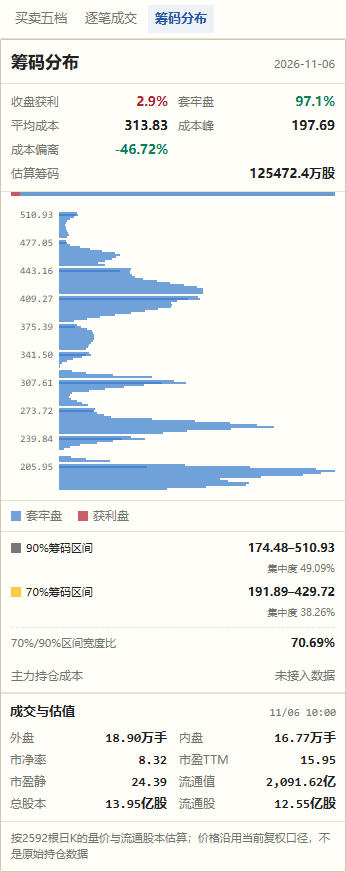 买卖五档 逐笔成交 筹码分布
筹码分布 2026-11-06
收盘获利 2.9% 套牢盘 97.1%
平均成本 313.83 成本峰 197.69
成本偏离 -46.72%
估算筹码 125472.4万股
510.93
477.05
443.16
409.27
375.39
341.50
307.61
273.72
239.84
205.95
套牢盘 获利盘
90%筹码区间 174.48–510.93
集中度 49.09%
70%筹码区间 191.89–429.72
集中度 38.26%
70%/90%区间宽度比 70.69%
主力持仓成本 未接入数据
成交与估值 11/06 10:00
外盘 18.90万手 内盘 16.77万手
市净率 8.32 市盈TTM 15.95
市盈静 24.39 流通值 2,091.62亿
总股本 13.95亿股 流通股 12.55亿股
按2592根日K的量价与流通股本估算；价格沿用当前复权口径，不
是原始持仓数据